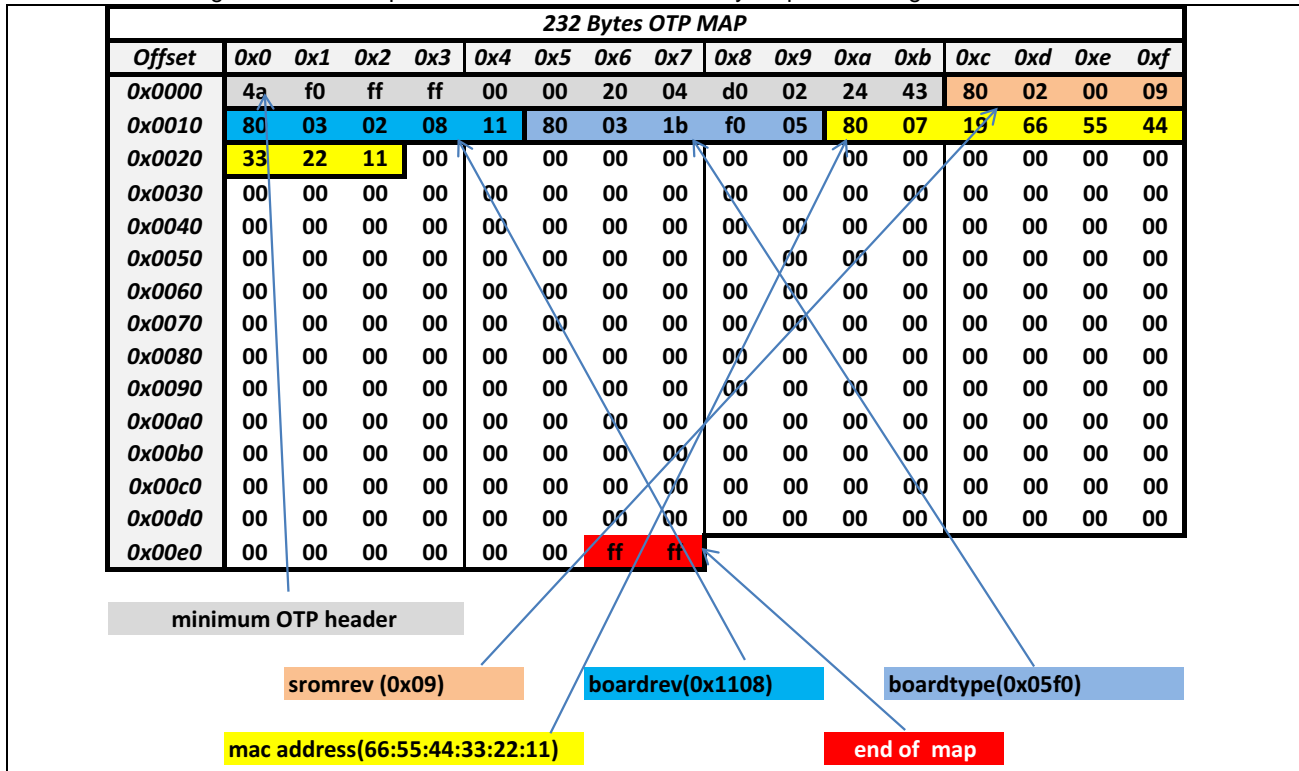 232 Bytes OTP MAP
Offset 0x0 0x1 0x2 0x3 0x4 0x5 0x6 0x7 0x8 0x9 0xa 0xb 0xc 0xd 0xe 0xf
0x0000 4a f0 ff ff 00 00 20 04 d0 02 24 43 80 02 00 09
0x0010 80 03 02 08 11 80 03 1b f0 05 80 07 19 66 55 44
0x0020 33 22 11 00 00 00 00 00 00 00 00 00 00 00 00 00
0x0030 00 00 00 00 00 00 00 00 00 00 00 00 00 00 00 00
0x0040 00 00 00 00 00 00 00 00 00 00 00 00 00 00 00 00
0x0050 00 00 00 00 00 00 00 00 00 00 00 00 00 00 00 00
0x0060 00 00 00 00 00 00 00 00 00 00 00 00 00 00 00 00
0x0070 00 00 00 00 00 00 00 00 00 00 00 00 00 00 00 00
0x0080 00 00 00 00 00 00 00 00 00 00 00 00 00 00 00 00
0x0090 00 00 00 00 00 00 00 00 00 00 00 00 00 00 00 00
0x00a0 00 00 00 00 00 00 00 00 00 00 00 00 00 00 00 00
0x00b0 00 00 00 00 00 00 00 00 00 00 00 00 00 00 00 00
0x00c0 00 00 00 00 00 00 00 00 00 00 00 00 00 00 00 00
0x00d0 00 00 00 00 00 00 00 00 00 00 00 00 00 00 00 00
0x00e0 00 00 00 00 00 00 ff ff
minimum OTP header
sromrev (0x09) boardrev(0x1108) boardtype(0x05f0)
mac address(66:55:44:33:22:11) end of map